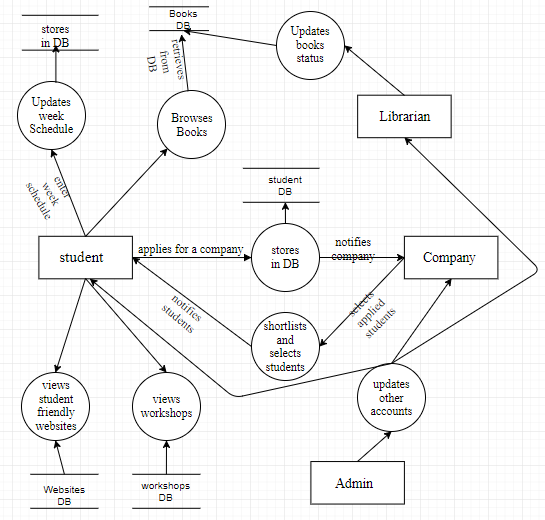 stores
in DB
Books
DB
Updates
books
status
retrieves
from
DB
Updates
week
Schedule
Browses
Books
Librarian
enter
week
schedule
student
DB
student
applies for a company
stores
in DB
notifies
company
Company
notifies
students
selects
applied
students
shortlists
and
selects
students
views
student
friendly
websites
views
workshops
updates
other
accounts
Websites
DB
workshops
DB
Admin